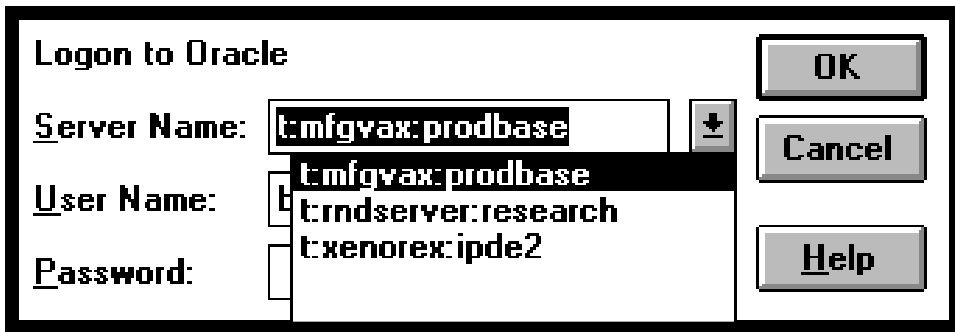 Logon to Oracle
OK
Server Name: t:mfgvax:prodbase
Cancel
t:mfgvax:prodbase
User Name:
t:rndserver:research
t:xenorex:ipde2
Password:
Help